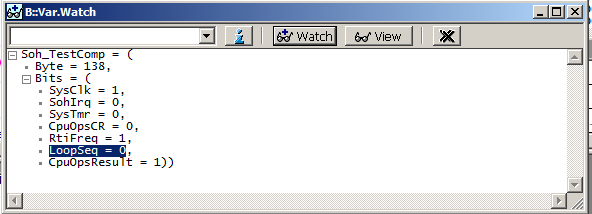 B::Var.Watch
Watch View
Soh_TestComp = (
Byte = 138,
Bits = (
SysClk = 1,
SohIrq = 0,
SysTmr = 0,
CpuOpsCR = 0,
RtiFreq = 1,
LoopSeq = 0,
CpuOpsResult = 1))